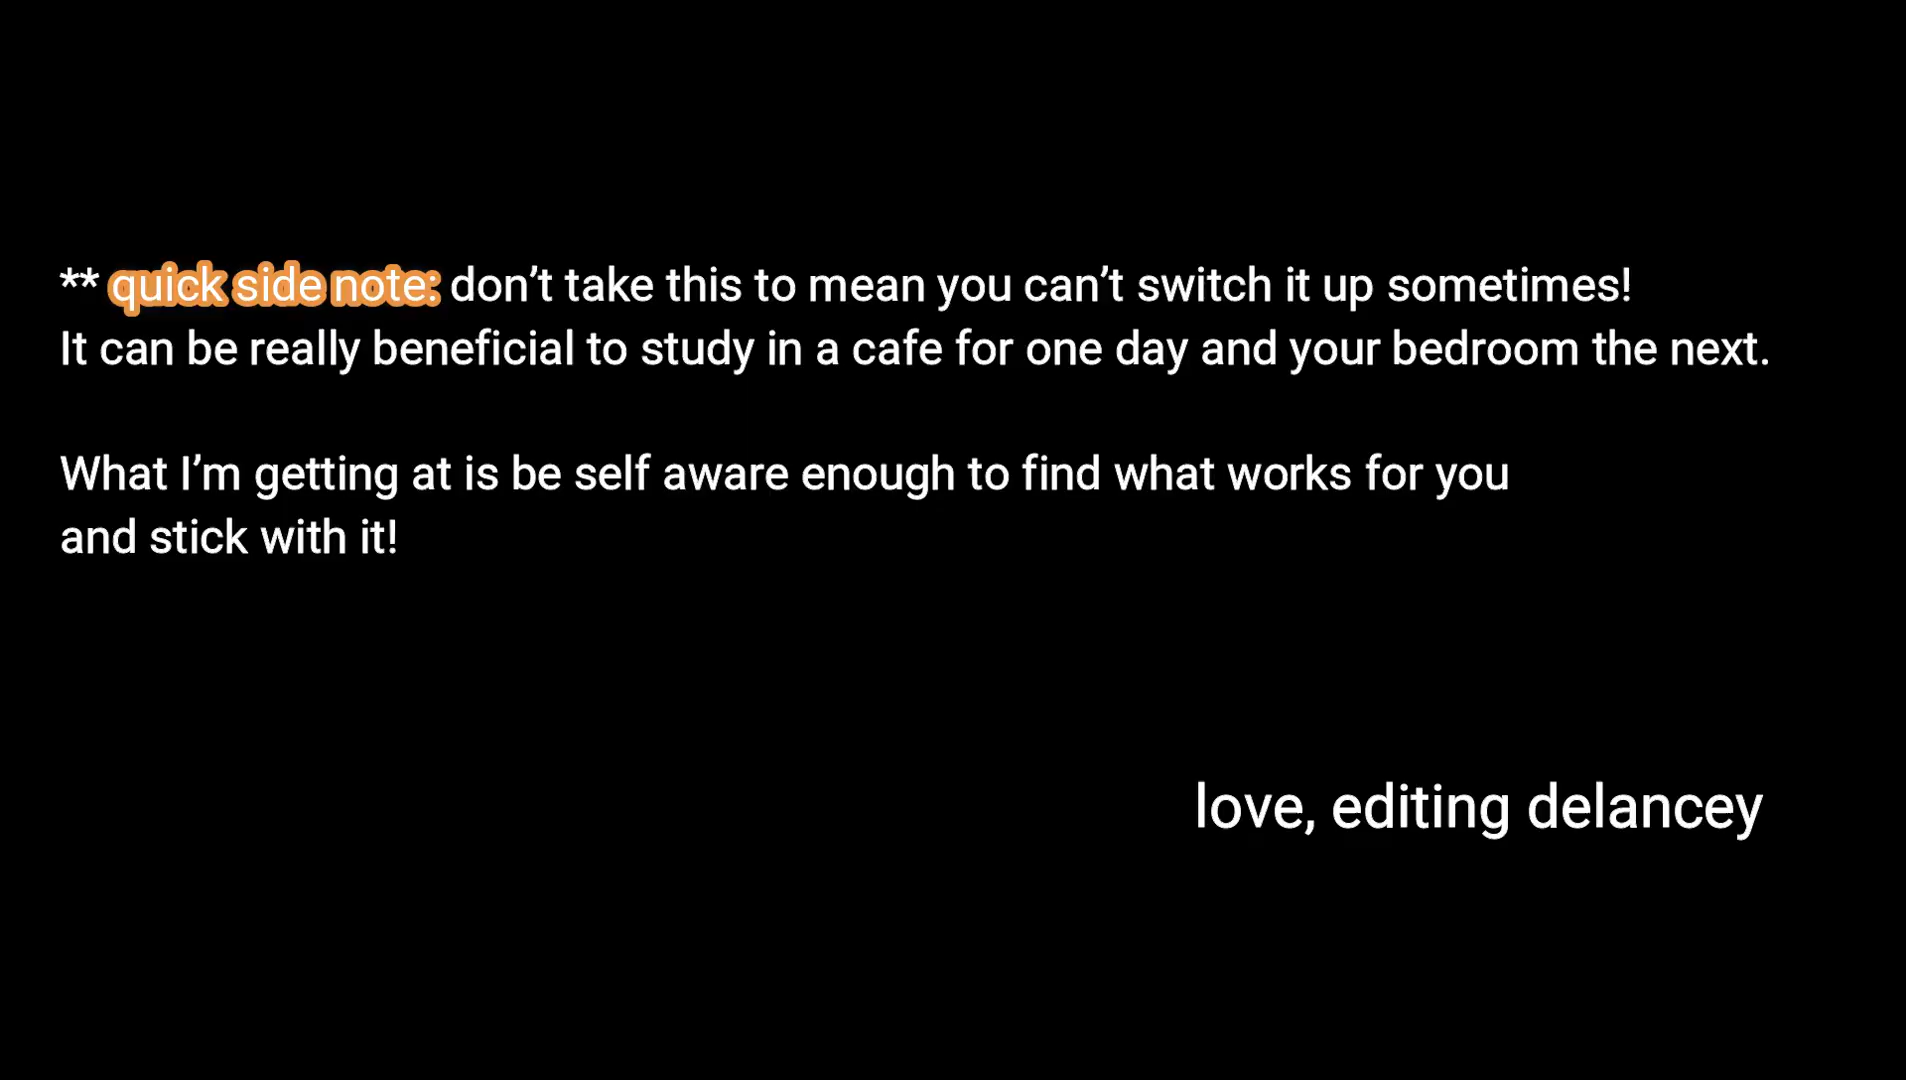 ** quick side note: don’t take this to mean you can’t switch it up sometimes!
It can be really beneficial to study in a cafe for one day and your bedroom the next.
What I’m getting at is be self aware enough to find what works for you
and stick with it!
love, editing delancey